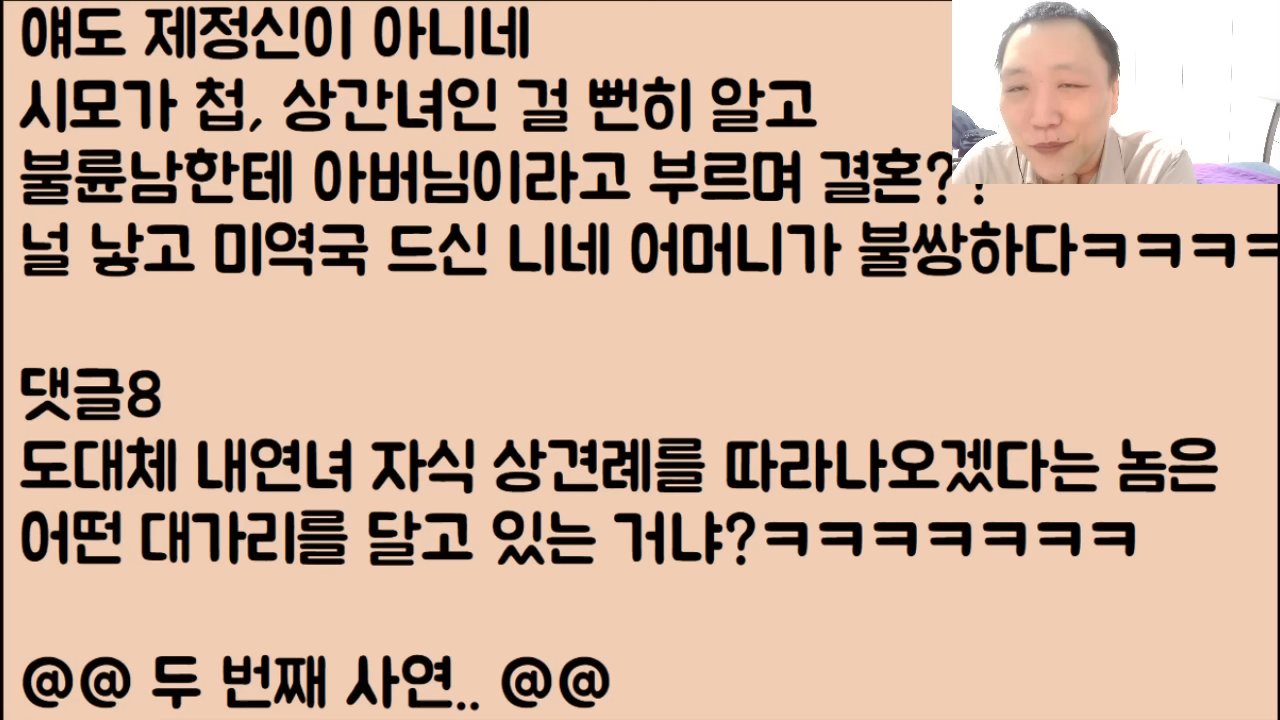 얘도 제정신이 아니네
시모가 첩, 상간녀인 걸 뻔히 알고
불륜남한테 아버님이라고 부르며 결혼??
널 낳고 미역국 드신 니네 어머니가 불쌍하다ㅋㅋㅋㅋ
댓글8
도대체 내연녀 자식 상견례를 따라나오겠다는 놈은
어떤 대가리를 달고 있는 거냐?ㅋㅋㅋㅋㅋㅋㅋ
@@ 두 번째 사연.. @@